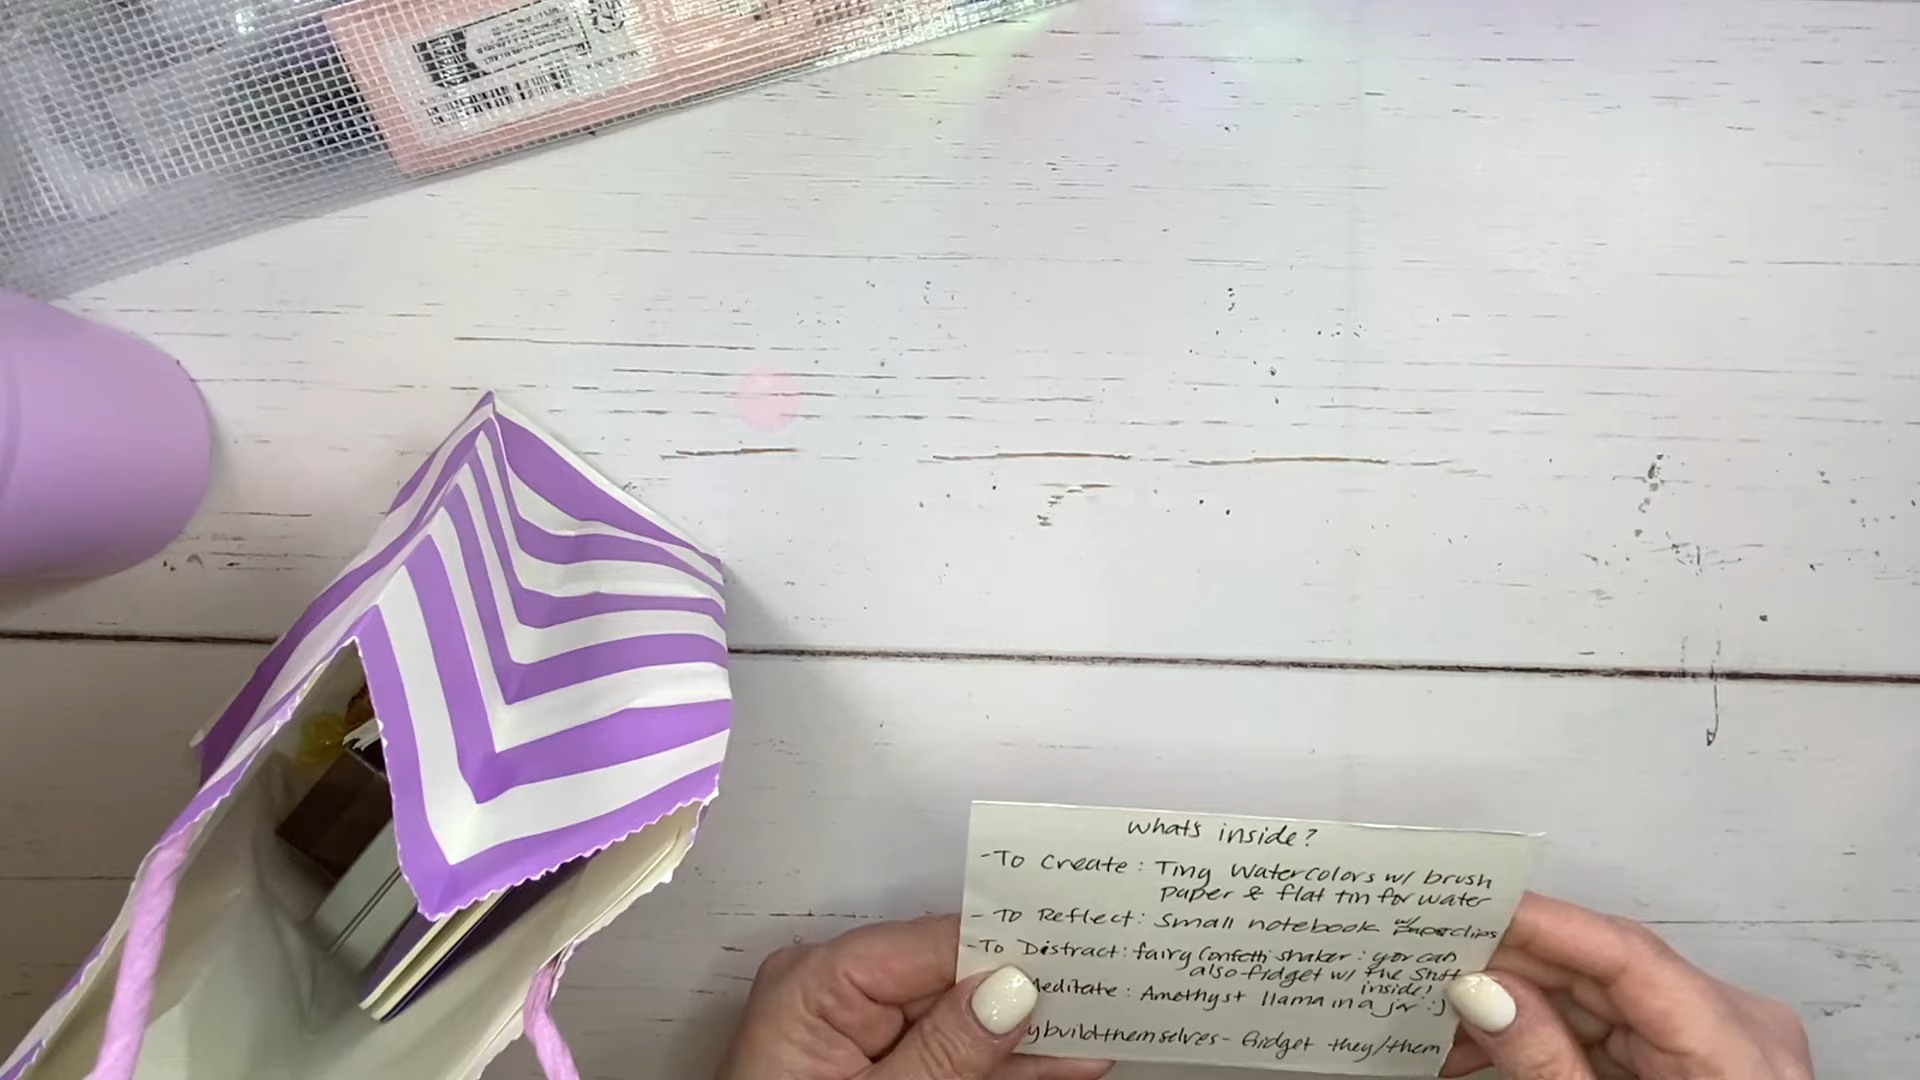 whats inside?
-To Create: Tiny Watercolors w/ brush
paper & flat tin for water
- To Reflect: Small notebook w/ paperclips
-To Distract: fairy Confetti shaker: you can
also fidget w/ the stuff
inside!
Meditate: Amethyst llama in a jar :)
ybuildthemselves- Gidget they/them